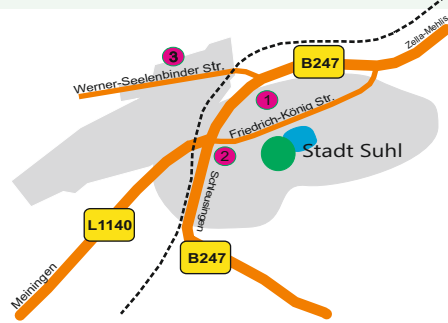 Zella-Mehlis
3
B247
Werner-Seelenbinder Str.
1
Friedrich-König Str.
2
Stadt Suhl
Schleusingen
L1140
B247
Meiningen